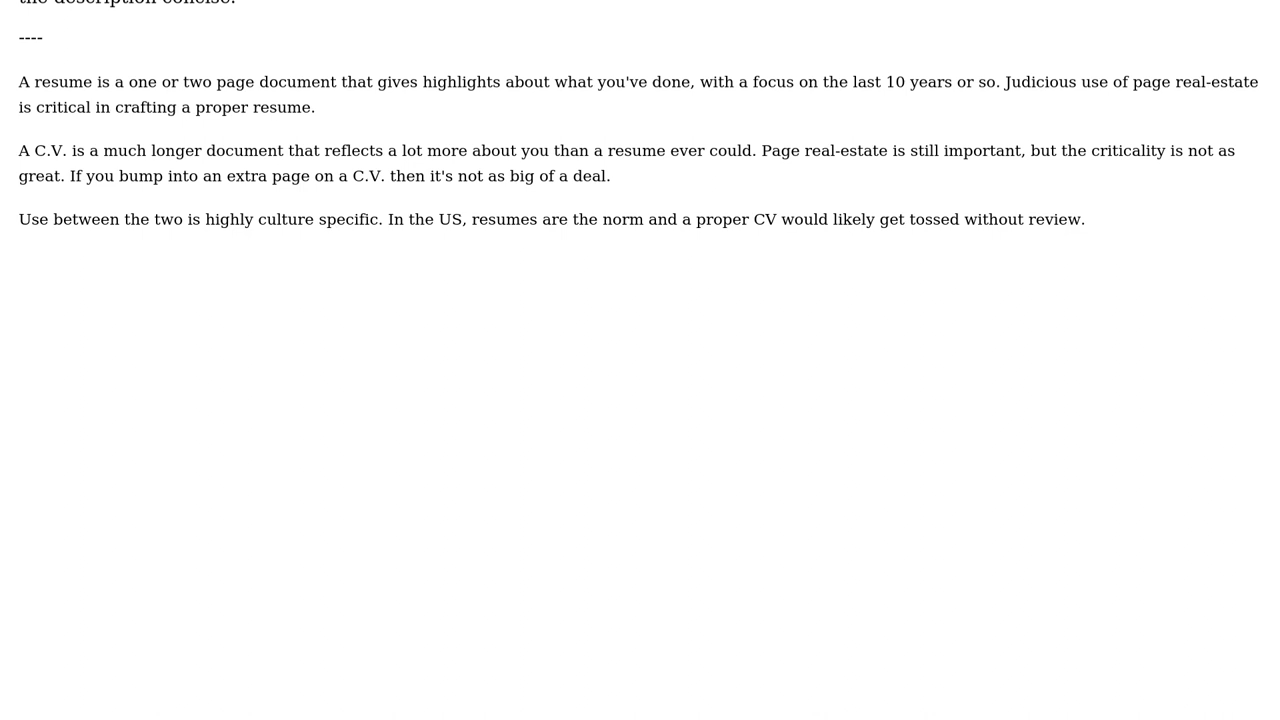 the description concise.
----
A resume is a one or two page document that gives highlights about what you've done, with a focus on the last 10 years or so. Judicious use of page real-estate
is critical in crafting a proper resume.
A C.V. is a much longer document that reflects a lot more about you than a resume ever could. Page real-estate is still important, but the criticality is not as
great. If you bump into an extra page on a C.V. then it's not as big of a deal.
Use between the two is highly culture specific. In the US, resumes are the norm and a proper CV would likely get tossed without review.